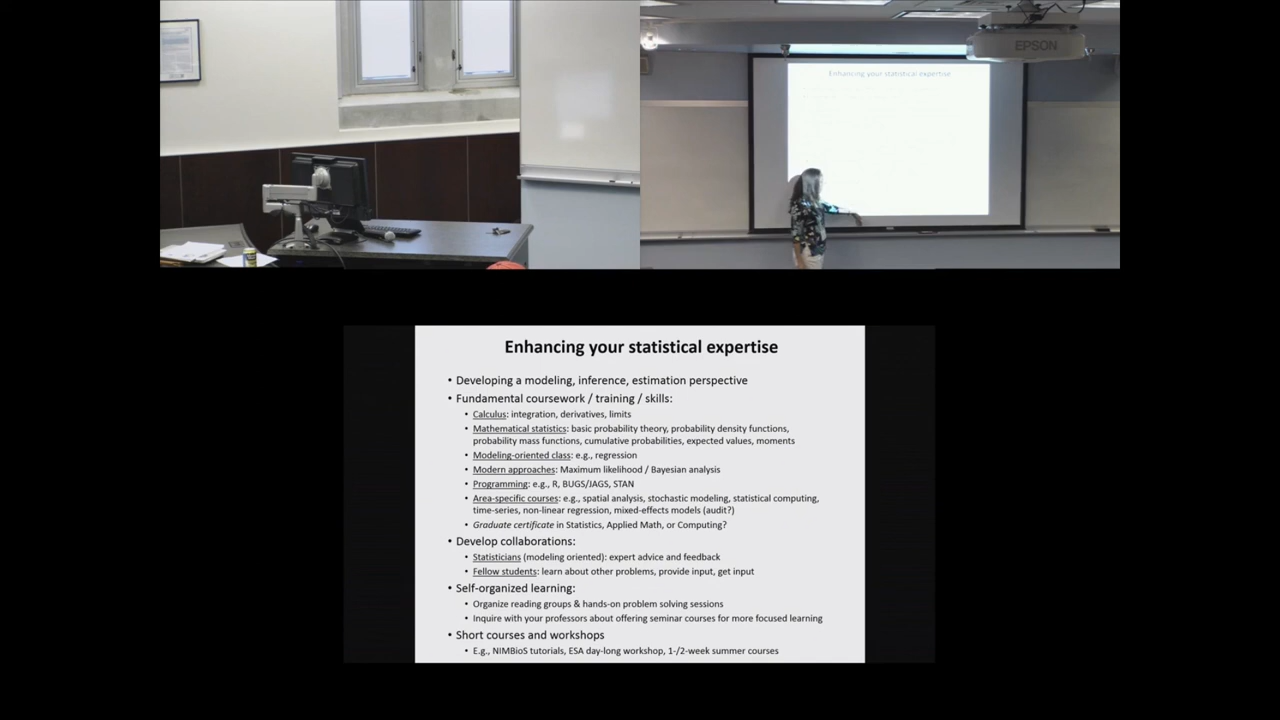 EPSON
Enhancing your statistical expertise
Enhancing your statistical expertise
• Developing a modeling, inference, estimation perspective
• Fundamental coursework / training / skills:
• Calculus: integration, derivatives, limits
• Mathematical statistics: basic probability theory, probability density functions,
probability mass functions, cumulative probabilities, expected values, moments
• Modeling-oriented class: e.g., regression
• Modern approaches: Maximum likelihood / Bayesian analysis
• Programming: e.g., R, BUGS/JAGS, STAN
• Area-specific courses: e.g., spatial analysis, stochastic modeling, statistical computing,
time-series, non-linear regression, mixed-effects models (audit?)
• Graduate certificate in Statistics, Applied Math, or Computing?
• Develop collaborations:
• Statisticians (modeling oriented): expert advice and feedback
• Fellow students: learn about other problems, provide input, get input
• Self-organized learning:
• Organize reading groups & hands-on problem solving sessions
• Inquire with your professors about offering seminar courses for more focused learning
• Short courses and workshops
• E.g., NIMBioS tutorials, ESA day-long workshop, 1-/2-week summer courses